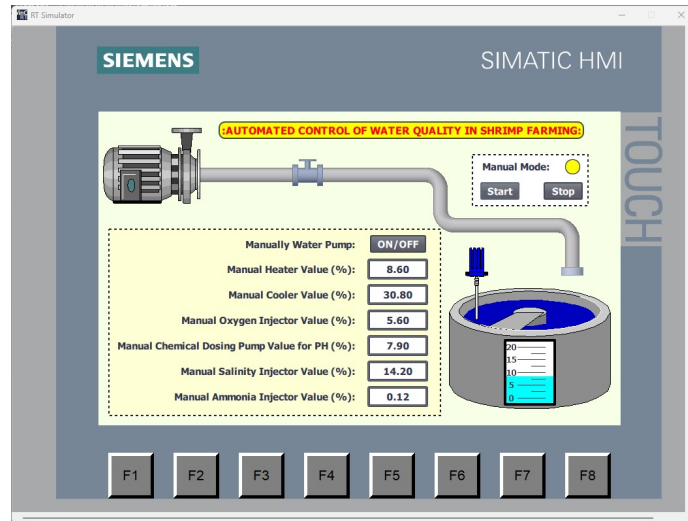 RT Simulator
SIEMENS
SIMATIC HMI
TOUCH
:AUTOMATED CONTROL OF WATER QUALITY IN SHRIMP FARMING:
Manual Mode:
Start Stop
Manually Water Pump: ON/OFF
Manual Heater Value (%): 8.60
Manual Cooler Value (%): 30.80
Manual Oxygen Injector Value (%): 5.60
Manual Chemical Dosing Pump Value for PH (%): 7.90
Manual Salinity Injector Value (%): 14.20
Manual Ammonia Injector Value (%): 0.12
20
15
10
5
0
F1 F2 F3 F4 F5 F6 F7 F8